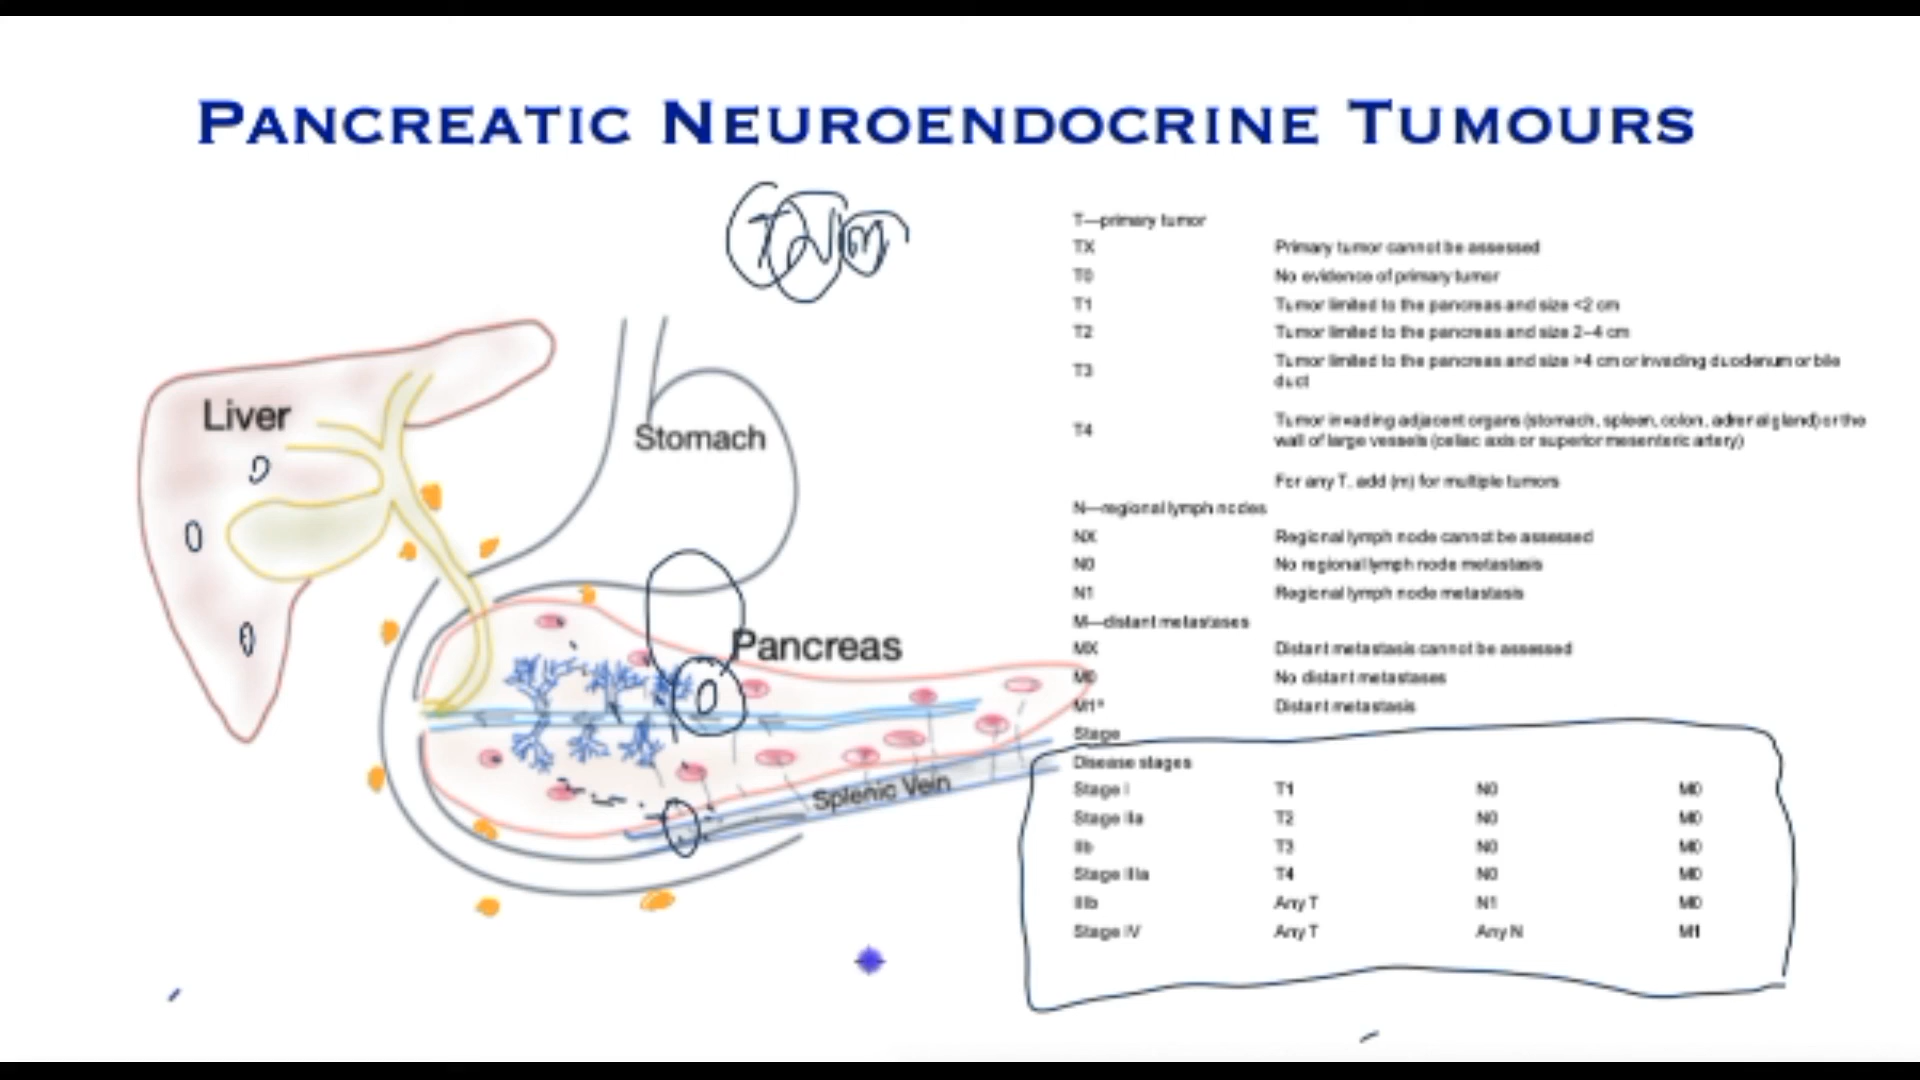 PANCREATIC NEUROENDOCRINE TUMOURS
TNM
Liver
Stomach
Pancreas
Splenic Vein
T—primary tumor
TX Primary tumor cannot be assessed
T0 No evidence of primary tumor
T1 Tumor limited to the pancreas and size <2 cm
T2 Tumor limited to the pancreas and size 2–4 cm
T3 Tumor limited to the pancreas and size >4 cm or invading duodenum or bile
duct
T4 Tumor invading adjacent organs (stomach, spleen, colon, adrenal gland) or the
wall of large vessels (celiac axis or superior mesenteric artery)
For any T, add (m) for multiple tumors
N—regional lymph nodes
NX Regional lymph node cannot be assessed
N0 No regional lymph node metastasis
N1 Regional lymph node metastasis
M—distant metastases
MX Distant metastasis cannot be assessed
M0 No distant metastases
M1* Distant metastasis
Stage
Disease stages
Stage I T1 N0 M0
Stage IIa T2 N0 M0
IIb T3 N0 M0
Stage IIIa T4 N0 M0
IIIb Any T N1 M0
Stage IV Any T Any N M1